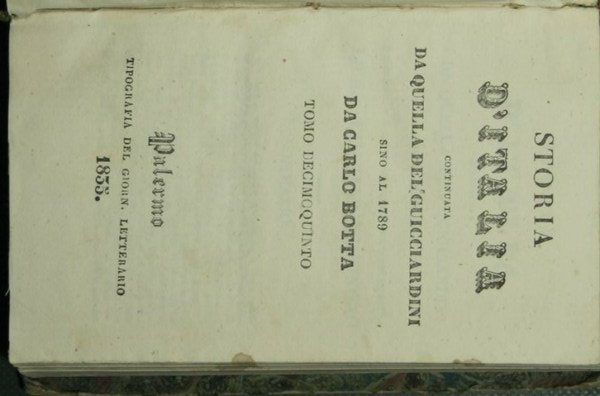 STORIA
D'ITALIA
CONTINUATA
DA QUELLA DEL GUICCIARDINI
SINO AL 1789
DA CARLO BOTTA
TOMO DECIMOQUINTO
Palermo
TIPOGRAFIA DEL GIORN. LETTERARIO
1835.